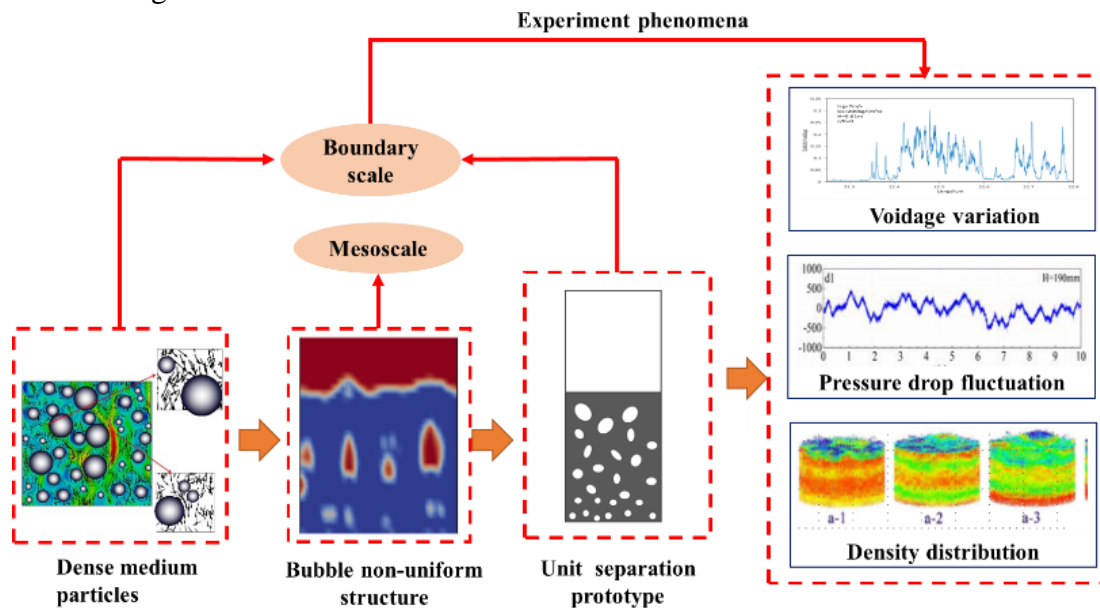 Experiment phenomena
Boundary
scale
Mesoscale
Voidage variation
1000
500
0
-500
-1000
d1
H=190mm
0 1 2 3 4 5 6 7 8 9 10
Pressure drop fluctuation
a-1 a-2 a-3
Density distribution
Dense medium
particles
Bubble non-uniform
structure
Unit separation
prototype